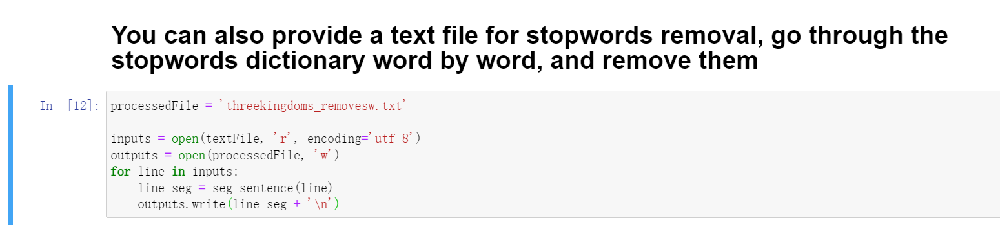 You can also provide a text file for stopwords removal, go through the
stopwords dictionary word by word, and remove them
In [12]: processedFile = 'threekingdoms_removesw.txt'
inputs = open(textFile, 'r', encoding='utf-8')
outputs = open(processedFile, 'w')
for line in inputs:
    line_seg = seg_sentence(line)
    outputs.write(line_seg + '\n')